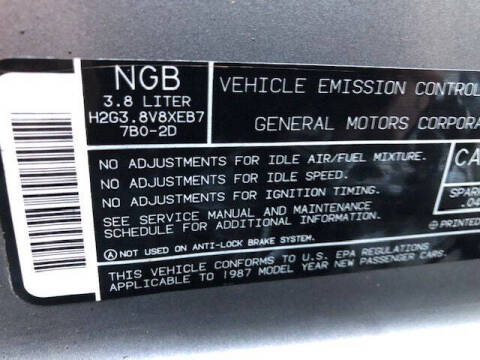 NGB
3.8 LITER
H2G3.8V8XEB7
7B0-2D
VEHICLE EMISSION CONTROL
GENERAL MOTORS CORPORA
NO ADJUSTMENTS FOR IDLE AIR/FUEL MIXTURE.
NO ADJUSTMENTS FOR IDLE SPEED.
NO ADJUSTMENTS FOR IGNITION TIMING.
SEE SERVICE MANUAL AND MAINTENANCE
SCHEDULE FOR ADDITIONAL INFORMATION.
Ⓐ NOT USED ON ANTI-LOCK BRAKE SYSTEM.
CA
SPARK
.04
⊕ PRINTED
THIS VEHICLE CONFORMS TO U.S. EPA REGULATIONS
APPLICABLE TO 1987 MODEL YEAR NEW PASSENGER CARS.